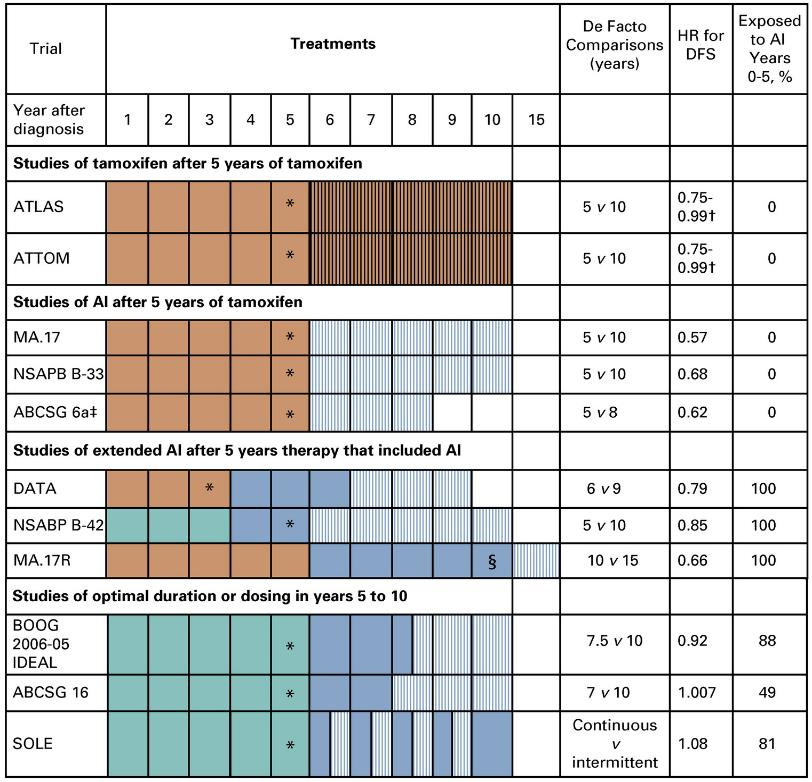 Trial Treatments De Facto Comparisons (years) HR for DFS Exposed to AI Years 0-5, %
Year after diagnosis 1 2 3 4 5 6 7 8 9 10 15
Studies of tamoxifen after 5 years of tamoxifen
ATLAS * 5 v 10 0.75-0.99† 0
ATTOM * 5 v 10 0.75-0.99† 0
Studies of AI after 5 years of tamoxifen
MA.17 * 5 v 10 0.57 0
NSAPB B-33 * 5 v 10 0.68 0
ABCSG 6a‡ * 5 v 8 0.62 0
Studies of extended AI after 5 years therapy that included AI
DATA * 6 v 9 0.79 100
NSABP B-42 * 5 v 10 0.85 100
MA.17R § 10 v 15 0.66 100
Studies of optimal duration or dosing in years 5 to 10
BOOG 2006-05 IDEAL * 7.5 v 10 0.92 88
ABCSG 16 * 7 v 10 1.007 49
SOLE * Continuous v intermittent 1.08 81